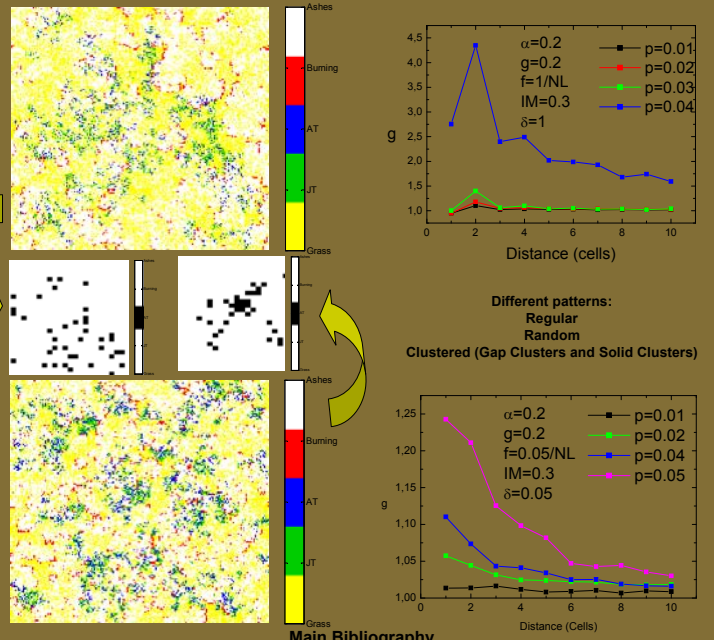 Ashes
Burning
AT
JT
Grass
g
4,5
4,0
3,5
3,0
2,5
2,0
1,5
1,0
α=0.2
g=0.2
f=1/NL
IM=0.3
δ=1
p=0.01
p=0.02
p=0.03
p=0.04
0 2 4 6 8 10
Distance (cells)
Different patterns:
Regular
Random
Clustered (Gap Clusters and Solid Clusters)
Ashes
Burning
AT
JT
Grass
g
1,25
1,20
1,15
1,10
1,05
1,00
α=0.2
g=0.2
f=0.05/NL
IM=0.3
δ=0.05
p=0.01
p=0.02
p=0.04
p=0.05
0 2 4 6 8 10
Distance (Cells)
Main Bibliography